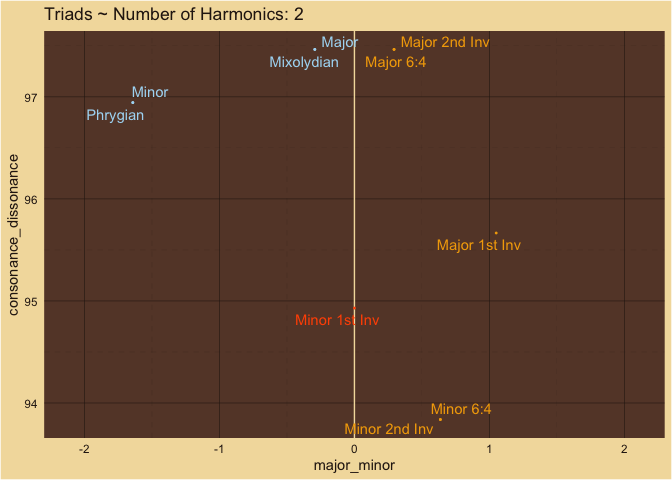 Triads ~ Number of Harmonics: 2
Major
Major 2nd Inv
Mixolydian
Major 6:4
Minor
Phrygian
Major 1st Inv
Minor 1st Inv
Minor 6:4
Minor 2nd Inv
97
96
95
94
consonance_dissonance
-2
-1
0
1
2
major_minor